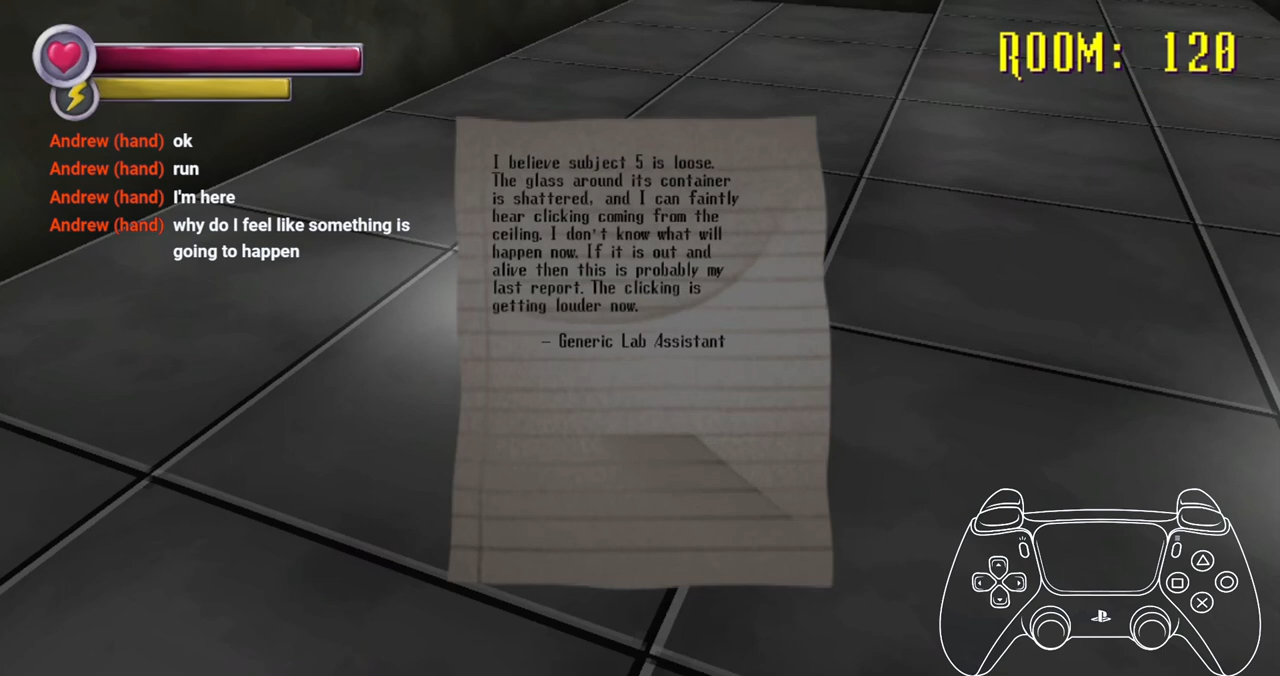 ROOM: 120
Andrew (hand) ok
Andrew (hand) run
Andrew (hand) I'm here
Andrew (hand) why do I feel like something is
going to happen
I believe subject 5 is loose.
The glass around its container
is shattered, and I can faintly
hear clicking coming from the
ceiling. I don't know what will
happen now. If it is out and
alive then this is probably my
last report. The clicking is
getting louder now.
- Generic Lab Assistant